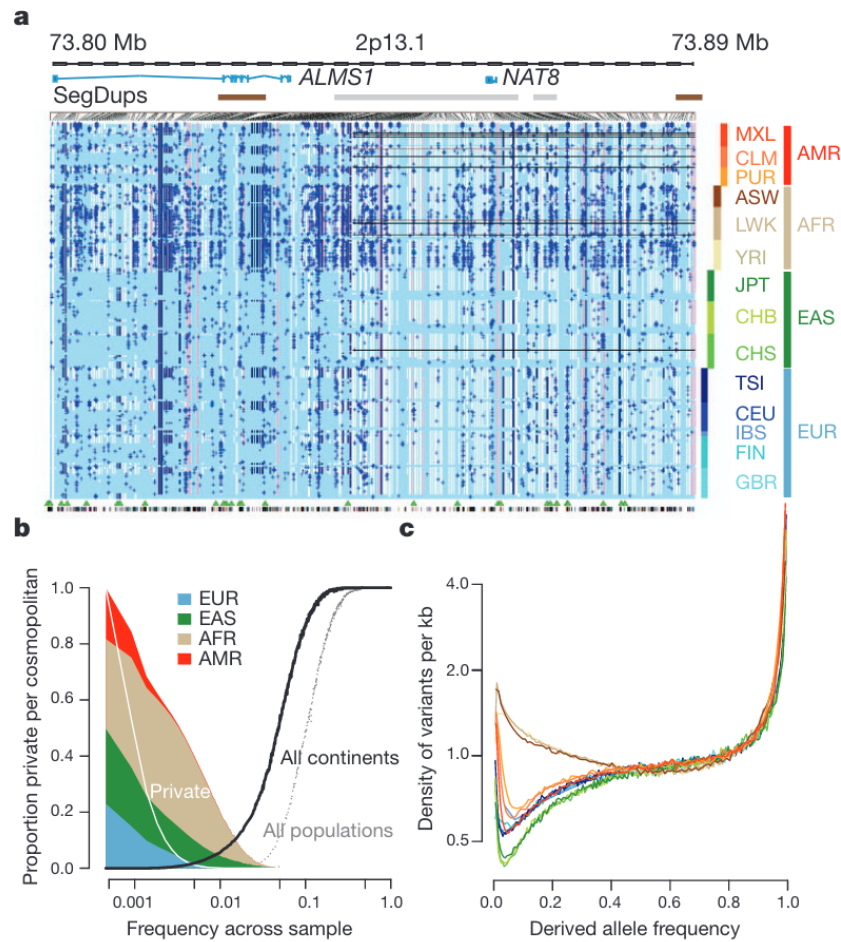 a
73.80 Mb 2p13.1 73.89 Mb
ALMS1 NAT8
SegDups
MXL
CLM
PUR
AMR
ASW
LWK
YRI
AFR
JPT
CHB
CHS
EAS
TSI
CEU
IBS
FIN
GBR
EUR
b
Proportion private per cosmopolitan
1.0
0.8
0.6
0.4
0.2
0.0
EUR
EAS
AFR
AMR
Private
All continents
All populations
0.001 0.01 0.1 1.0
Frequency across sample
c
Density of variants per kb
4.0
2.0
1.0
0.5
0.0 0.2 0.4 0.6 0.8 1.0
Derived allele frequency